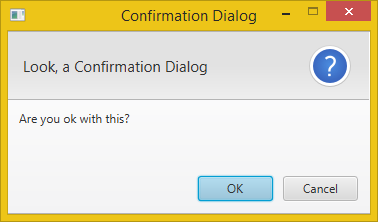 Confirmation Dialog
Look, a Confirmation Dialog
?
Are you ok with this?
OK Cancel